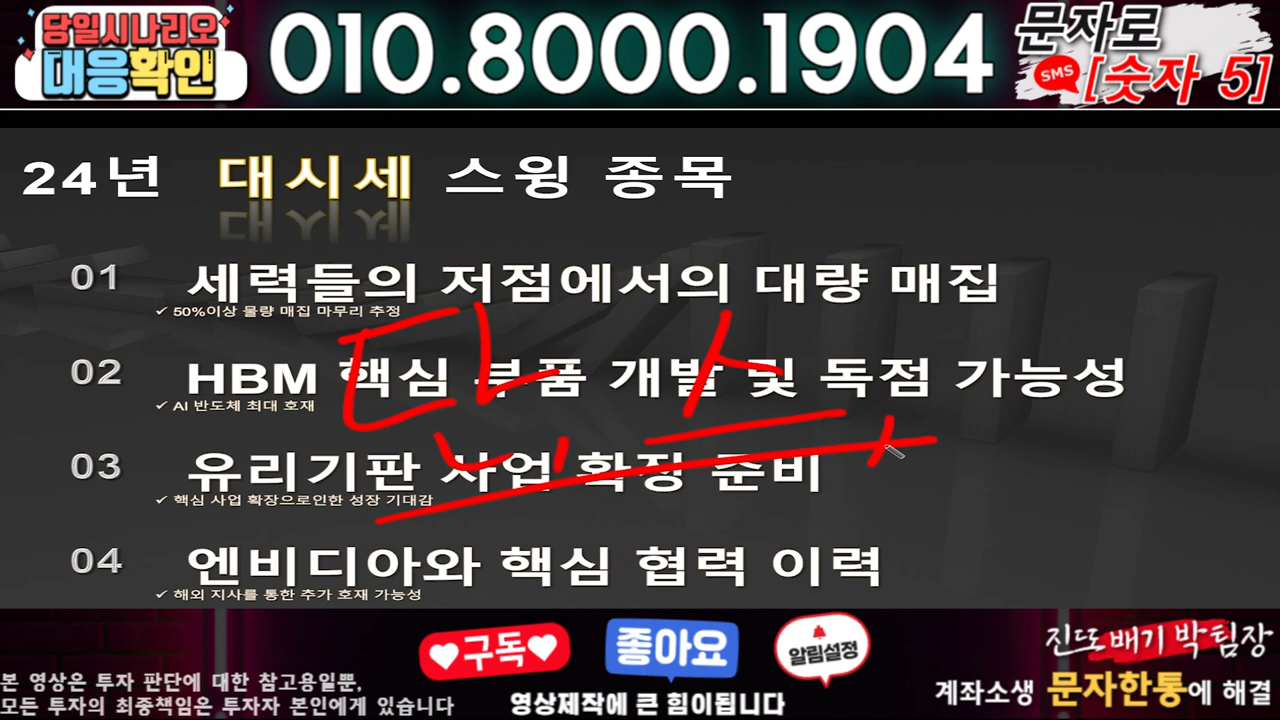 당일시나리오
대응확인
010.8000.1904
문자로
SMS
[숫자 5]
24년 대시세 스윙 종목
01 세력들의 저점에서의 대량 매집
✓ 50%이상 물량 매집 마무리 추정
02 HBM 핵심 부품 개발 및 독점 가능성
✓ AI 반도체 최대 호재
03 유리기판 사업 확장 준비
✓ 핵심 사업 확장으로인한 성장 기대감
04 엔비디아와 핵심 협력 이력
✓ 해외 지사를 통한 추가 호재 가능성
구독
좋아요
알림설정
영상제작에 큰 힘이됩니다
본 영상은 투자 판단에 대한 참고용일뿐,
모든 투자의 최종책임은 투자자 본인에게 있습니다
진또배기 박팀장
계좌소생 문자한통에 해결